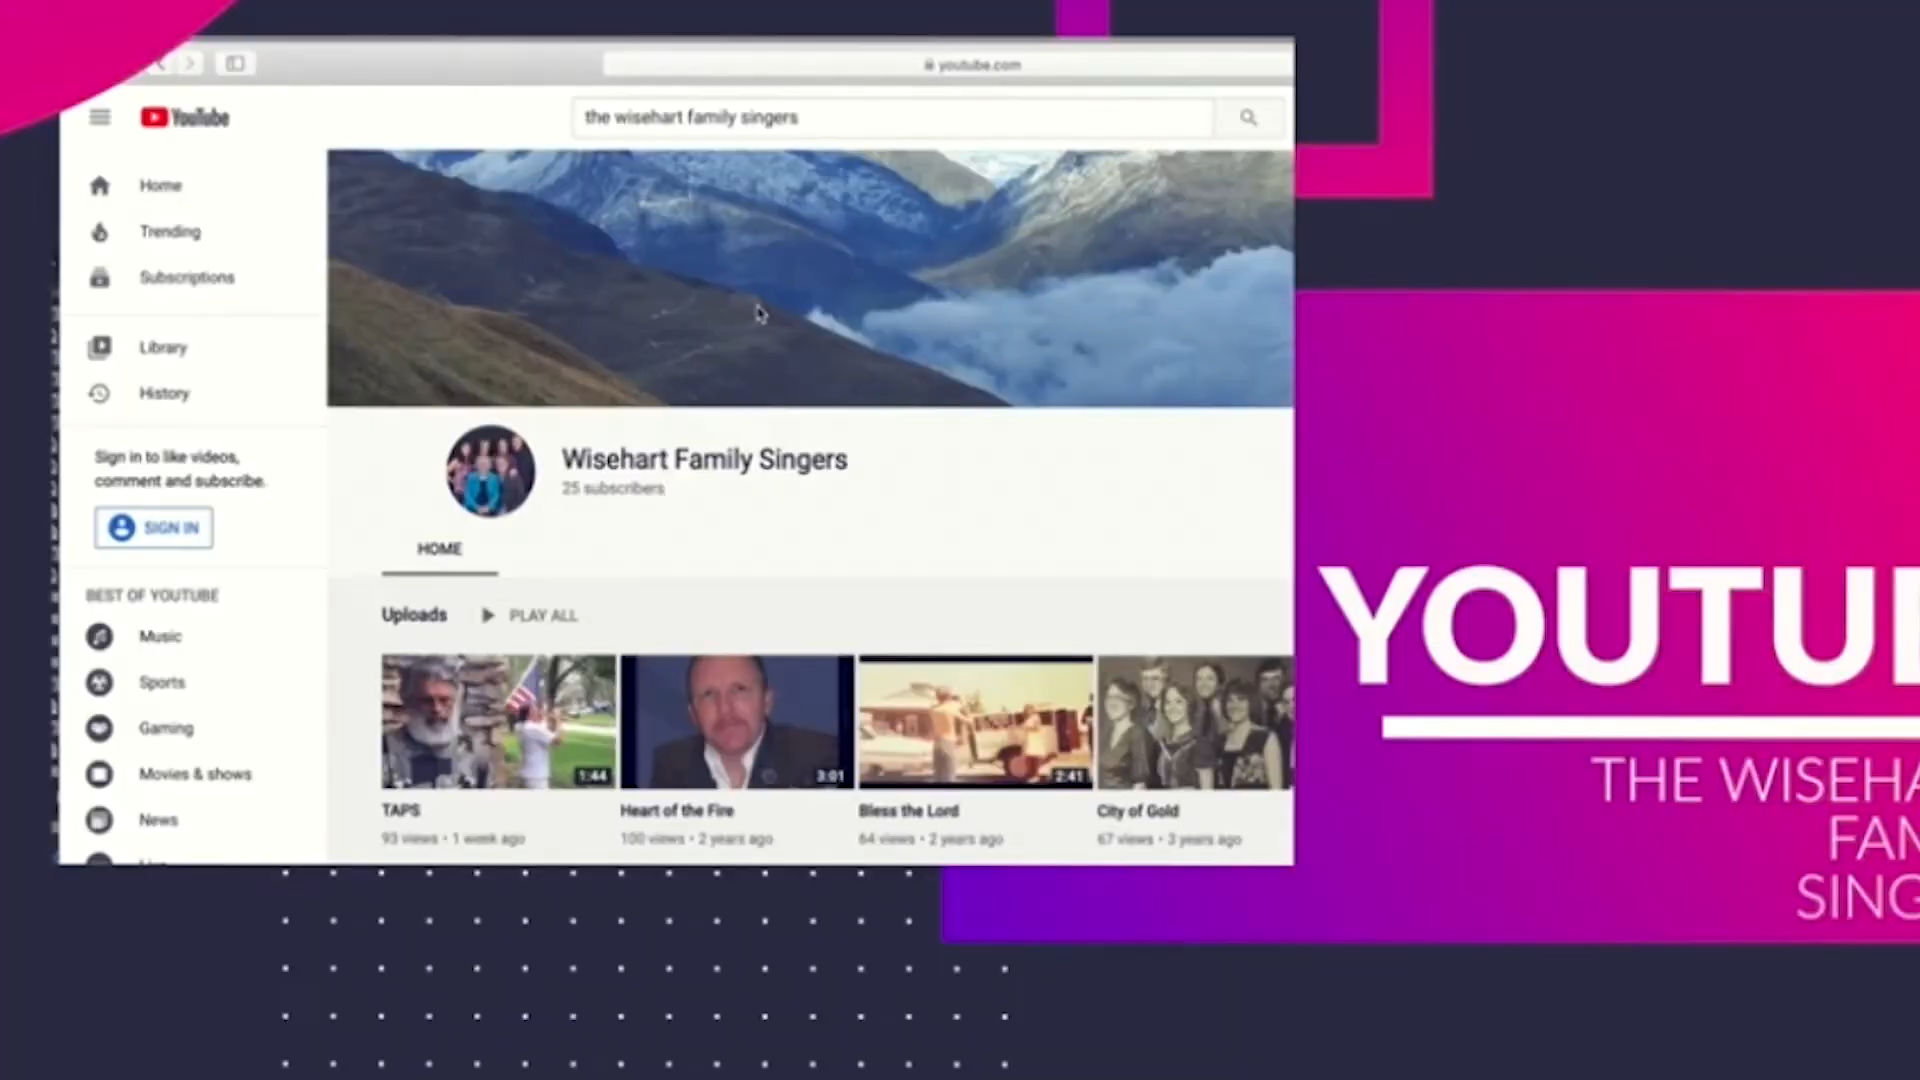 youtube.com
YouTube
the wisehart family singers
Home
Trending
Subscriptions
Library
History
Sign in to like videos,
comment and subscribe.
SIGN IN
BEST OF YOUTUBE
Music
Sports
Gaming
Movies & shows
News
Wisehart Family Singers
25 subscribers
HOME
Uploads PLAY ALL
1:44
3:01
2:41
TAPS
93 views • 1 week ago
Heart of the Fire
100 views • 2 years ago
Bless the Lord
64 views • 2 years ago
City of Gold
67 views • 3 years ago
YOUTU
THE WISEHA
FAM
SING